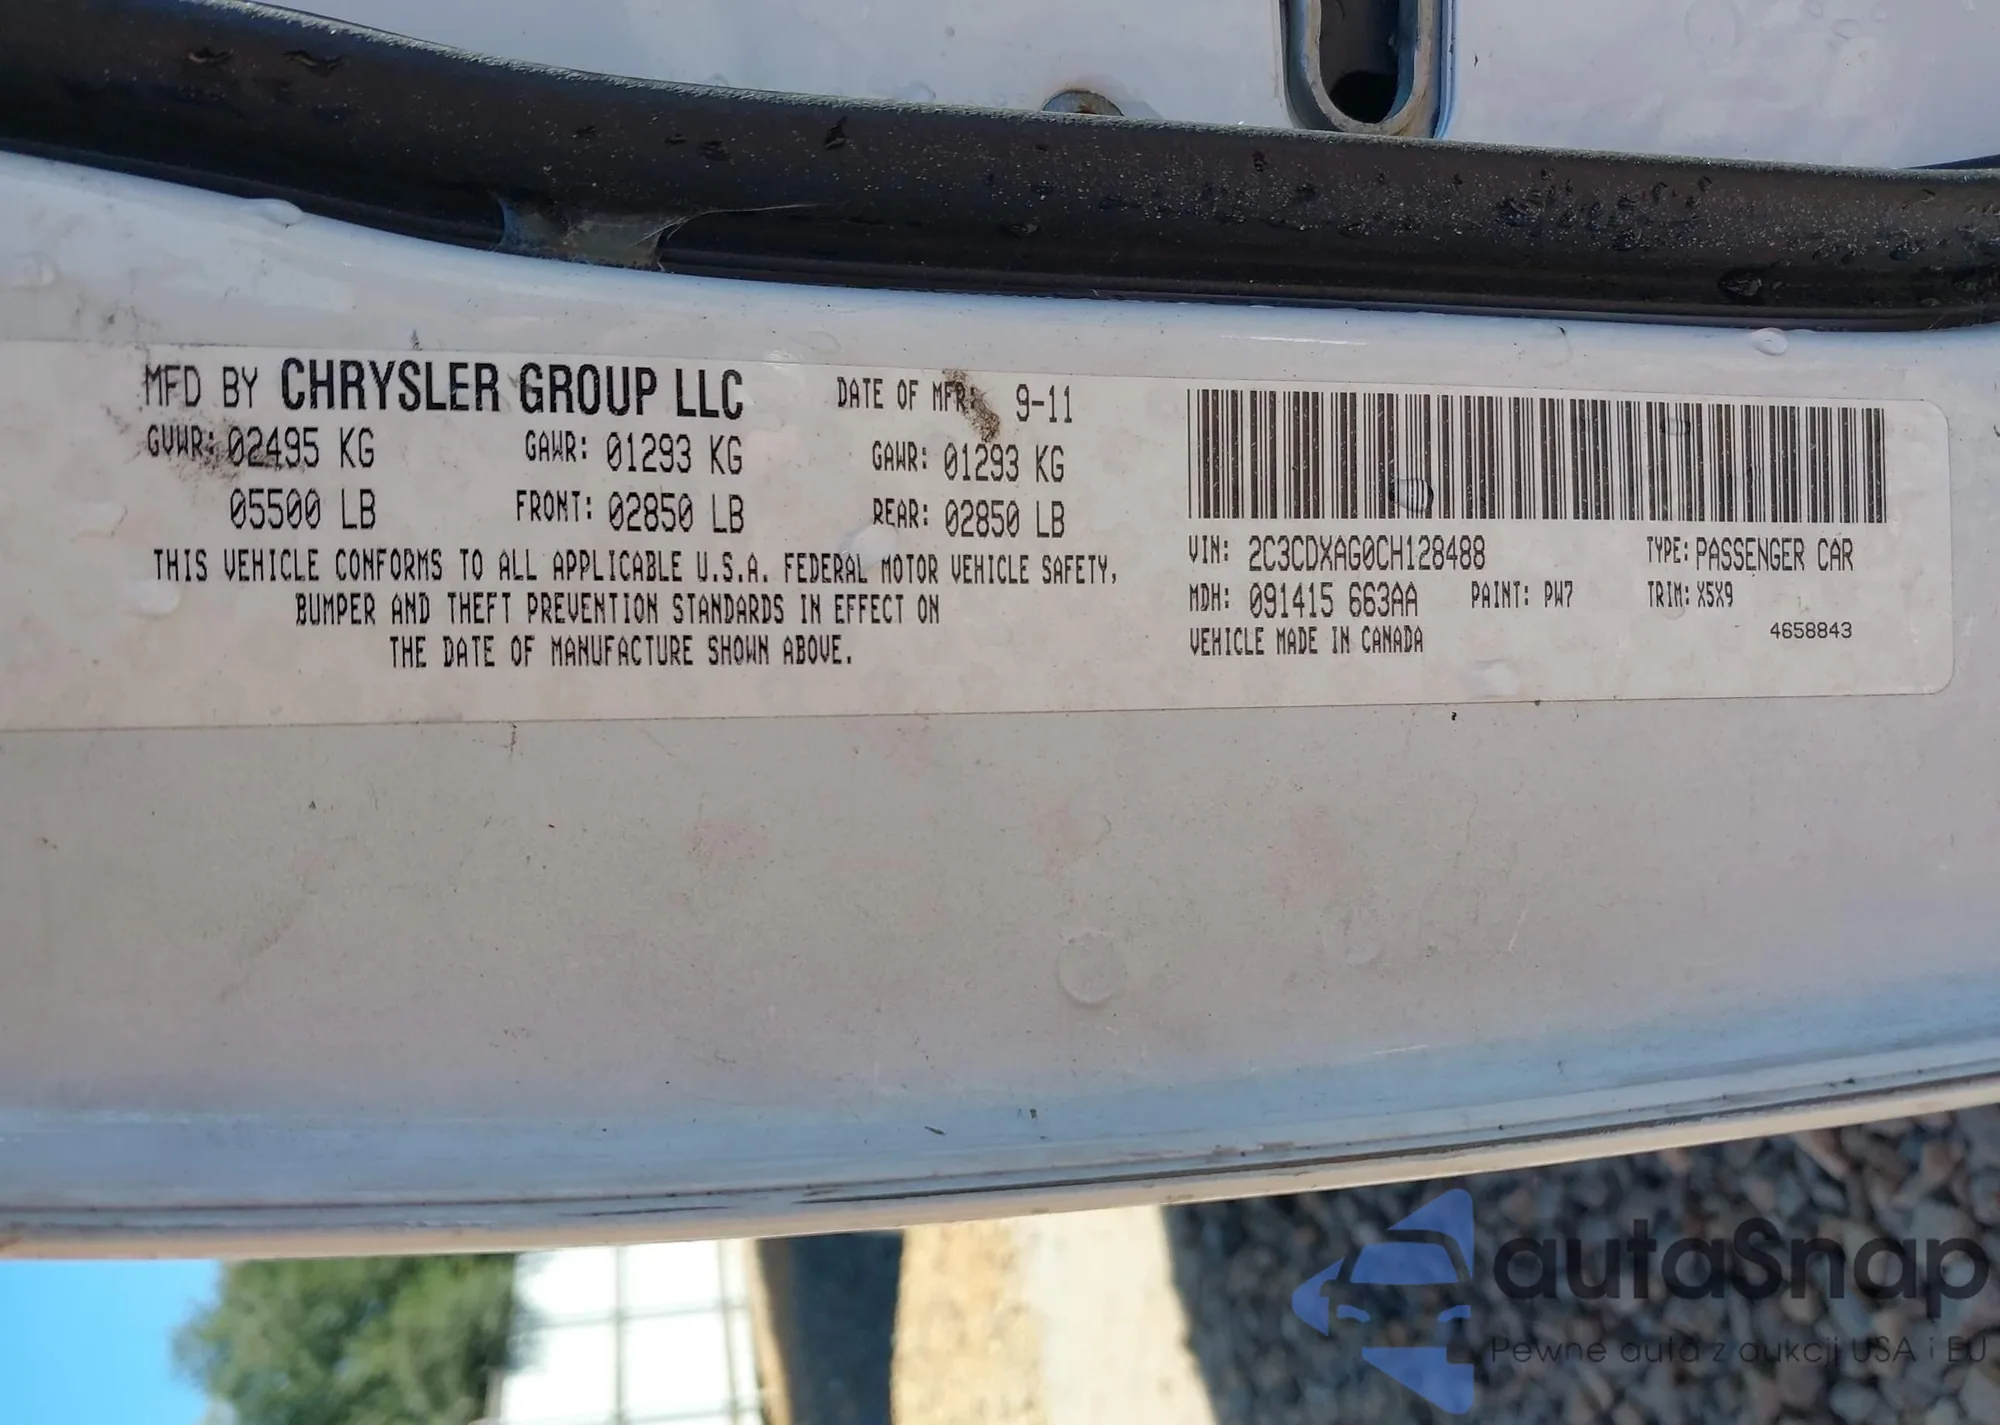 MFD BY CHRYSLER GROUP LLC DATE OF MFR: 9-11
GVWR: 02495 KG GAWR: 01293 KG GAWR: 01293 KG
05500 LB FRONT: 02850 LB REAR: 02850 LB
THIS VEHICLE CONFORMS TO ALL APPLICABLE U.S.A. FEDERAL MOTOR VEHICLE SAFETY,
BUMPER AND THEFT PREVENTION STANDARDS IN EFFECT ON
THE DATE OF MANUFACTURE SHOWN ABOVE.
VIN: 2C3CDXAG0CH128488 TYPE: PASSENGER CAR
MDH: 091415 663AA PAINT: PW7 TRIM: X5X9
VEHICLE MADE IN CANADA 4658843
autaSnap
Pewne auta z aukcji USA i EU